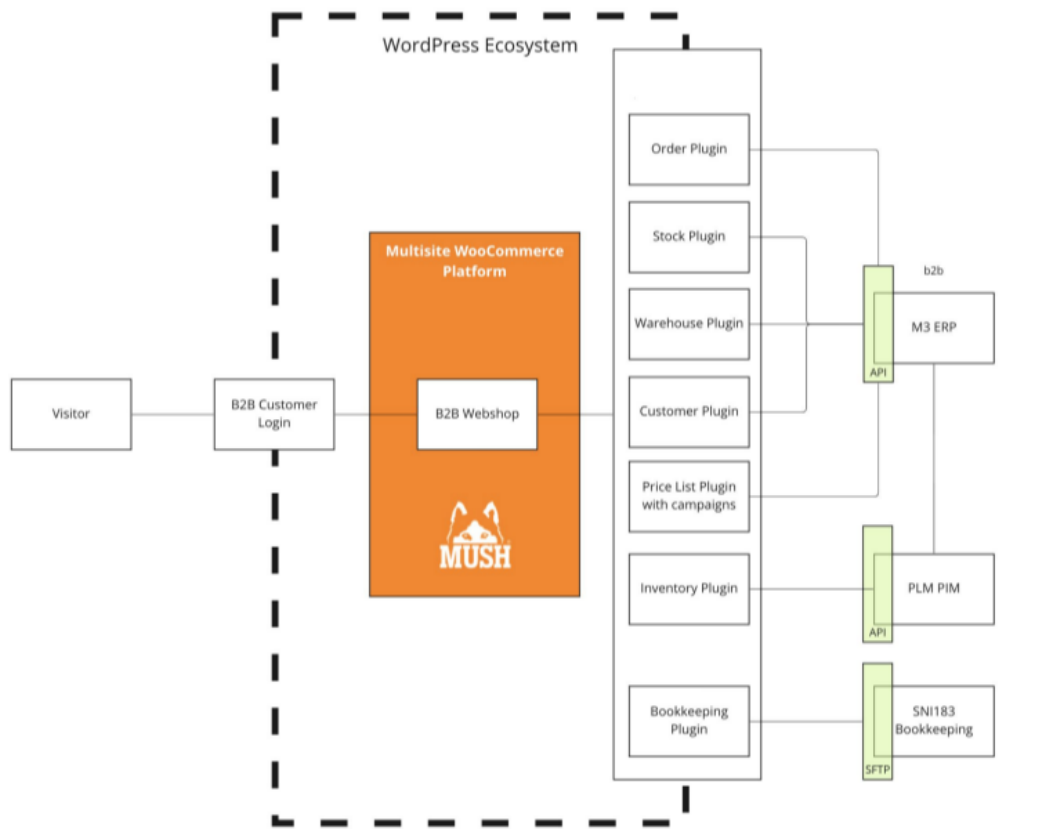 WordPress Ecosystem
Order Plugin
Stock Plugin
Multisite WooCommerce
Platform
b2b
Warehouse Plugin
M3 ERP
API
Visitor
B2B Customer
Login
B2B Webshop
Customer Plugin
Price List Plugin
with campaigns
MUSH
Inventory Plugin
PLM PIM
API
Bookkeeping
Plugin
SNI183
Bookkeeping
SFTP